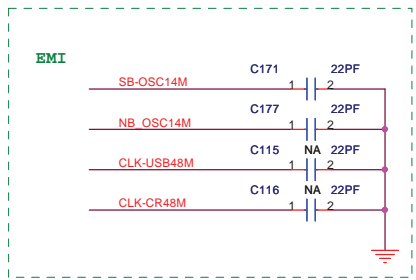 EMI
C171 22PF
SB-OSC14M 1 2
C177 22PF
NB_OSC14M 1 2
C115 NA 22PF
CLK-USB48M 1 2
C116 NA 22PF
CLK-CR48M 1 2